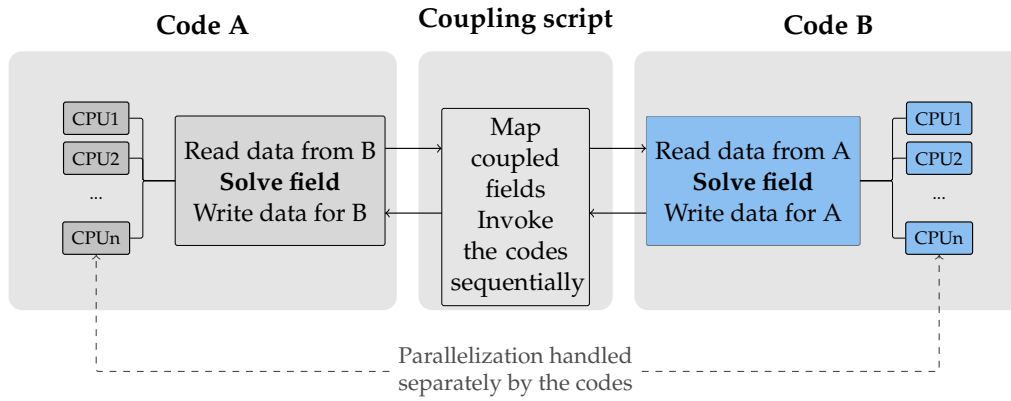 Code A
Coupling script
Code B
CPU1
CPU2
...
CPUn
Read data from B
Solve field
Write data for B
Map
coupled
fields
Invoke
the codes
sequentially
Read data from A
Solve field
Write data for A
CPU1
CPU2
...
CPUn
Parallelization handled
separately by the codes